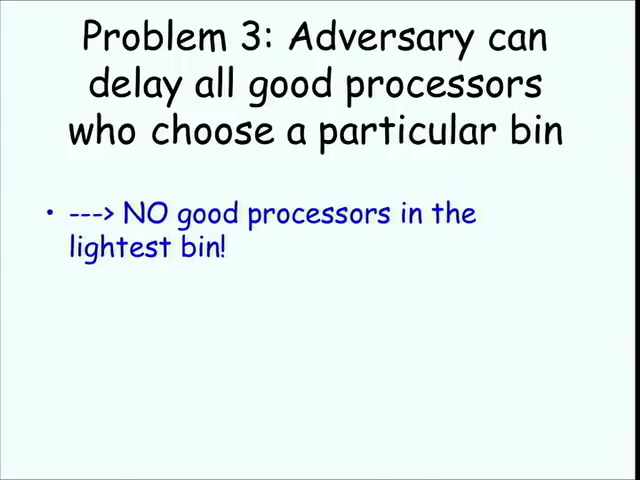 Problem 3: Adversary can
delay all good processors
who choose a particular bin
• ---> NO good processors in the
lightest bin!